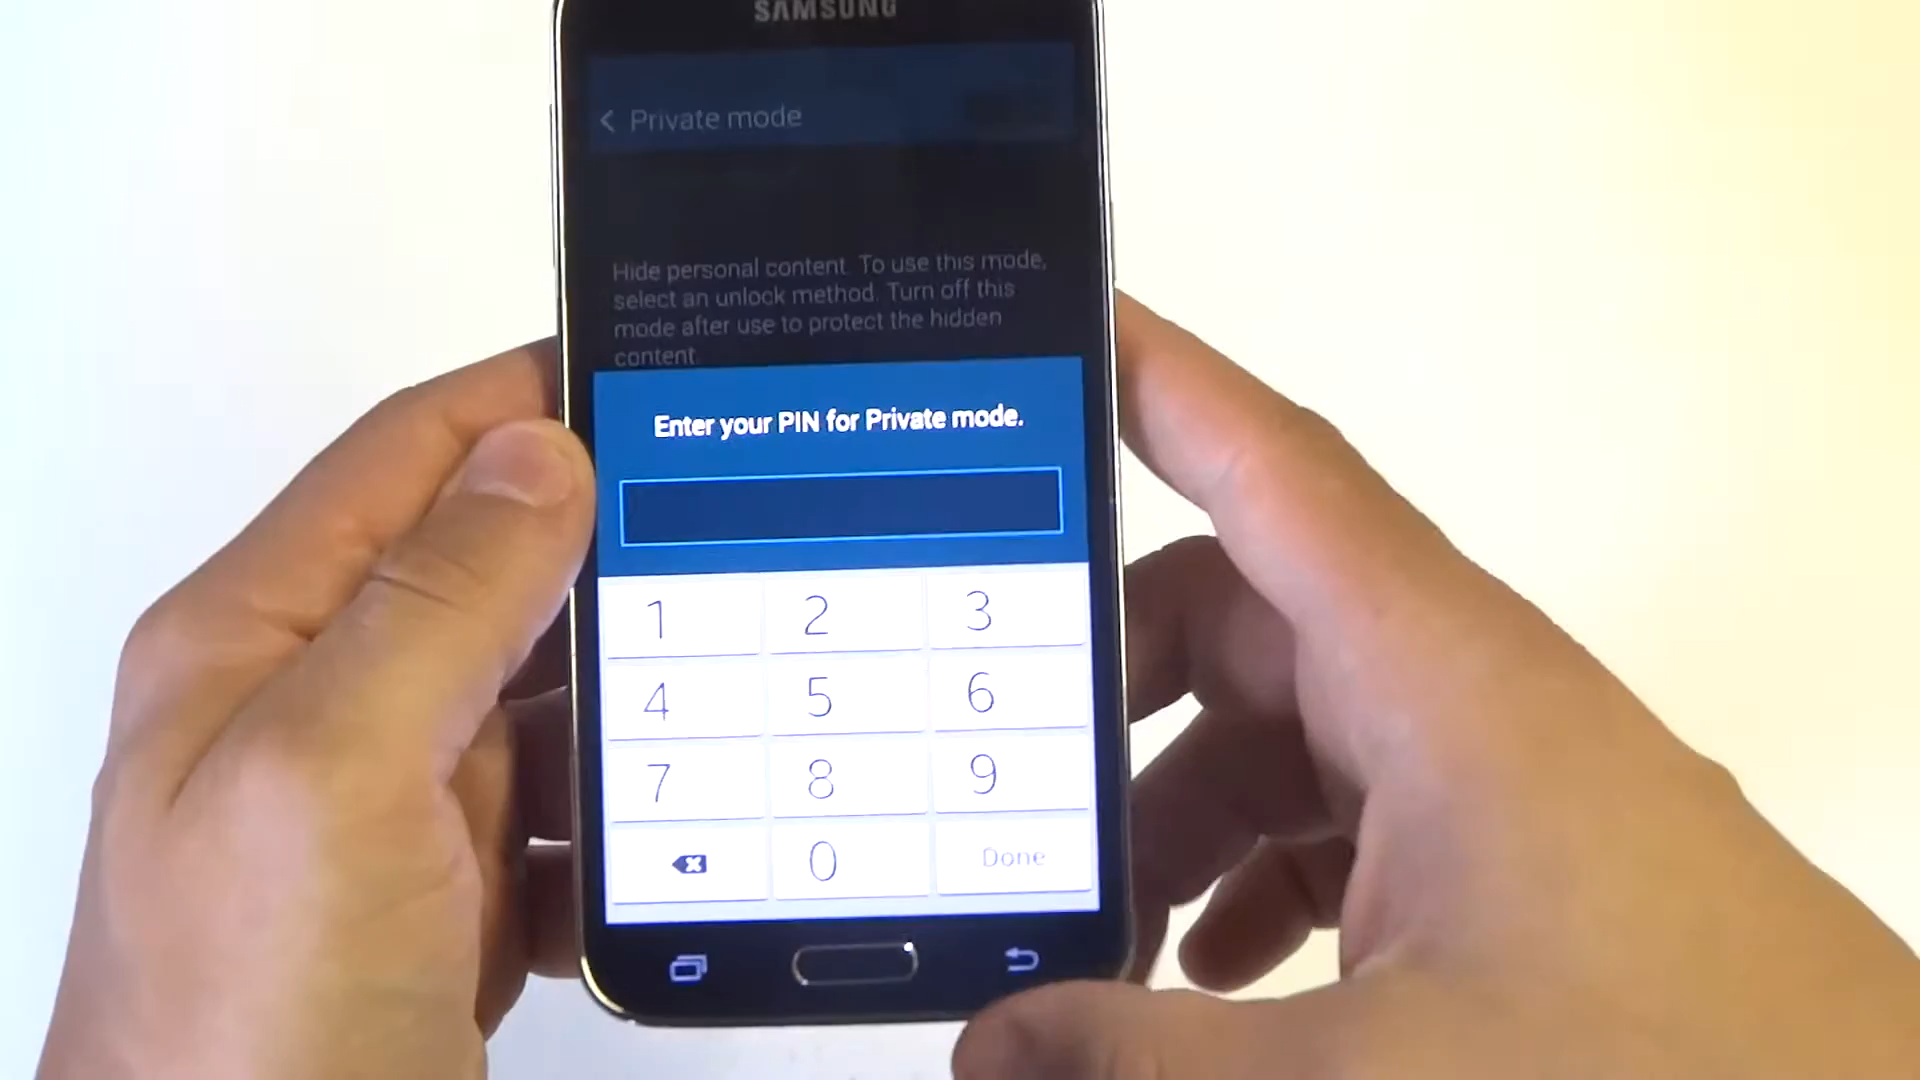 SAMSUNG
Private mode
Hide personal content. To use this mode,
select an unlock method. Turn off this
mode after use to protect the hidden
content.
Enter your PIN for Private mode.
1 2 3
4 5 6
7 8 9
0 Done